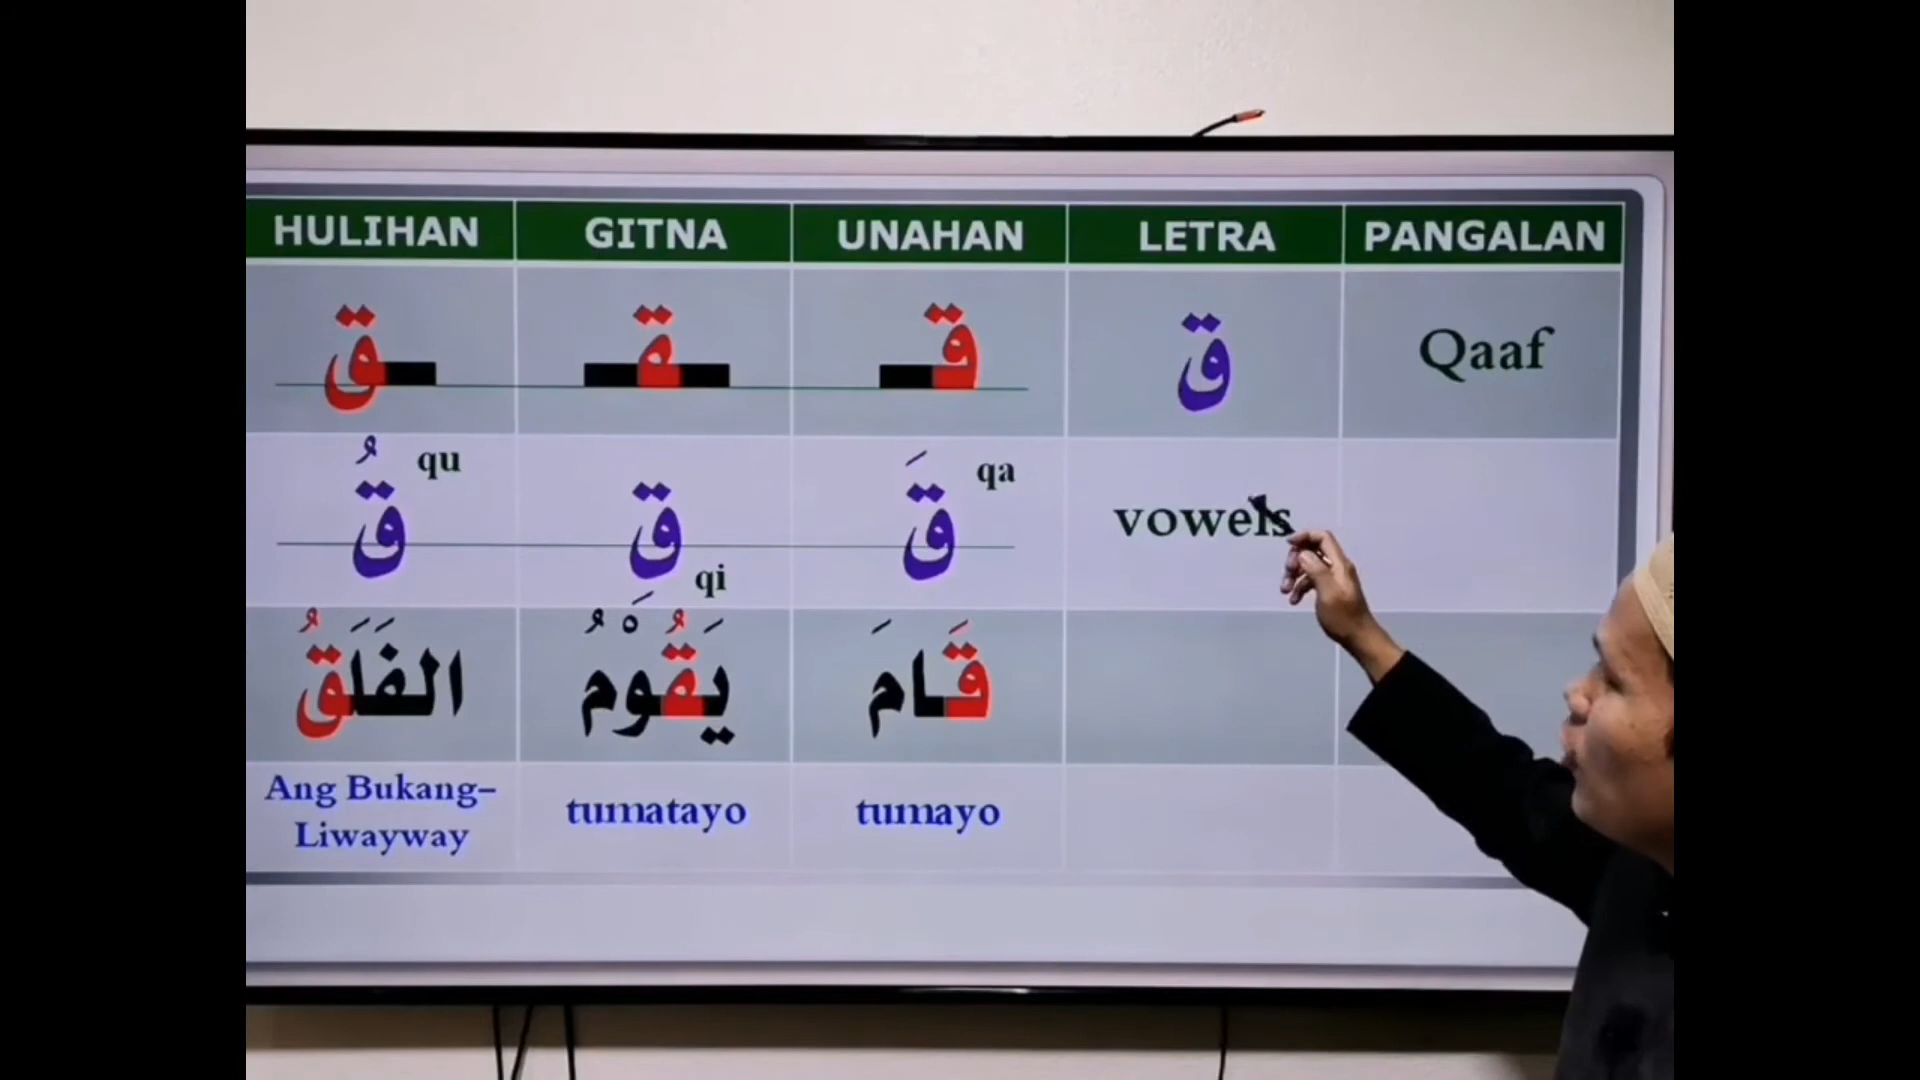 HULIHAN GITNA UNAHAN LETRA PANGALAN
ـق ـقـ قـ ق Qaaf
قُ qu قِ qi قَ qa vowels
الفَلَقُ يَقُوْمُ قَامَ
Ang Bukang–
Liwayway
tumatayo tumayo